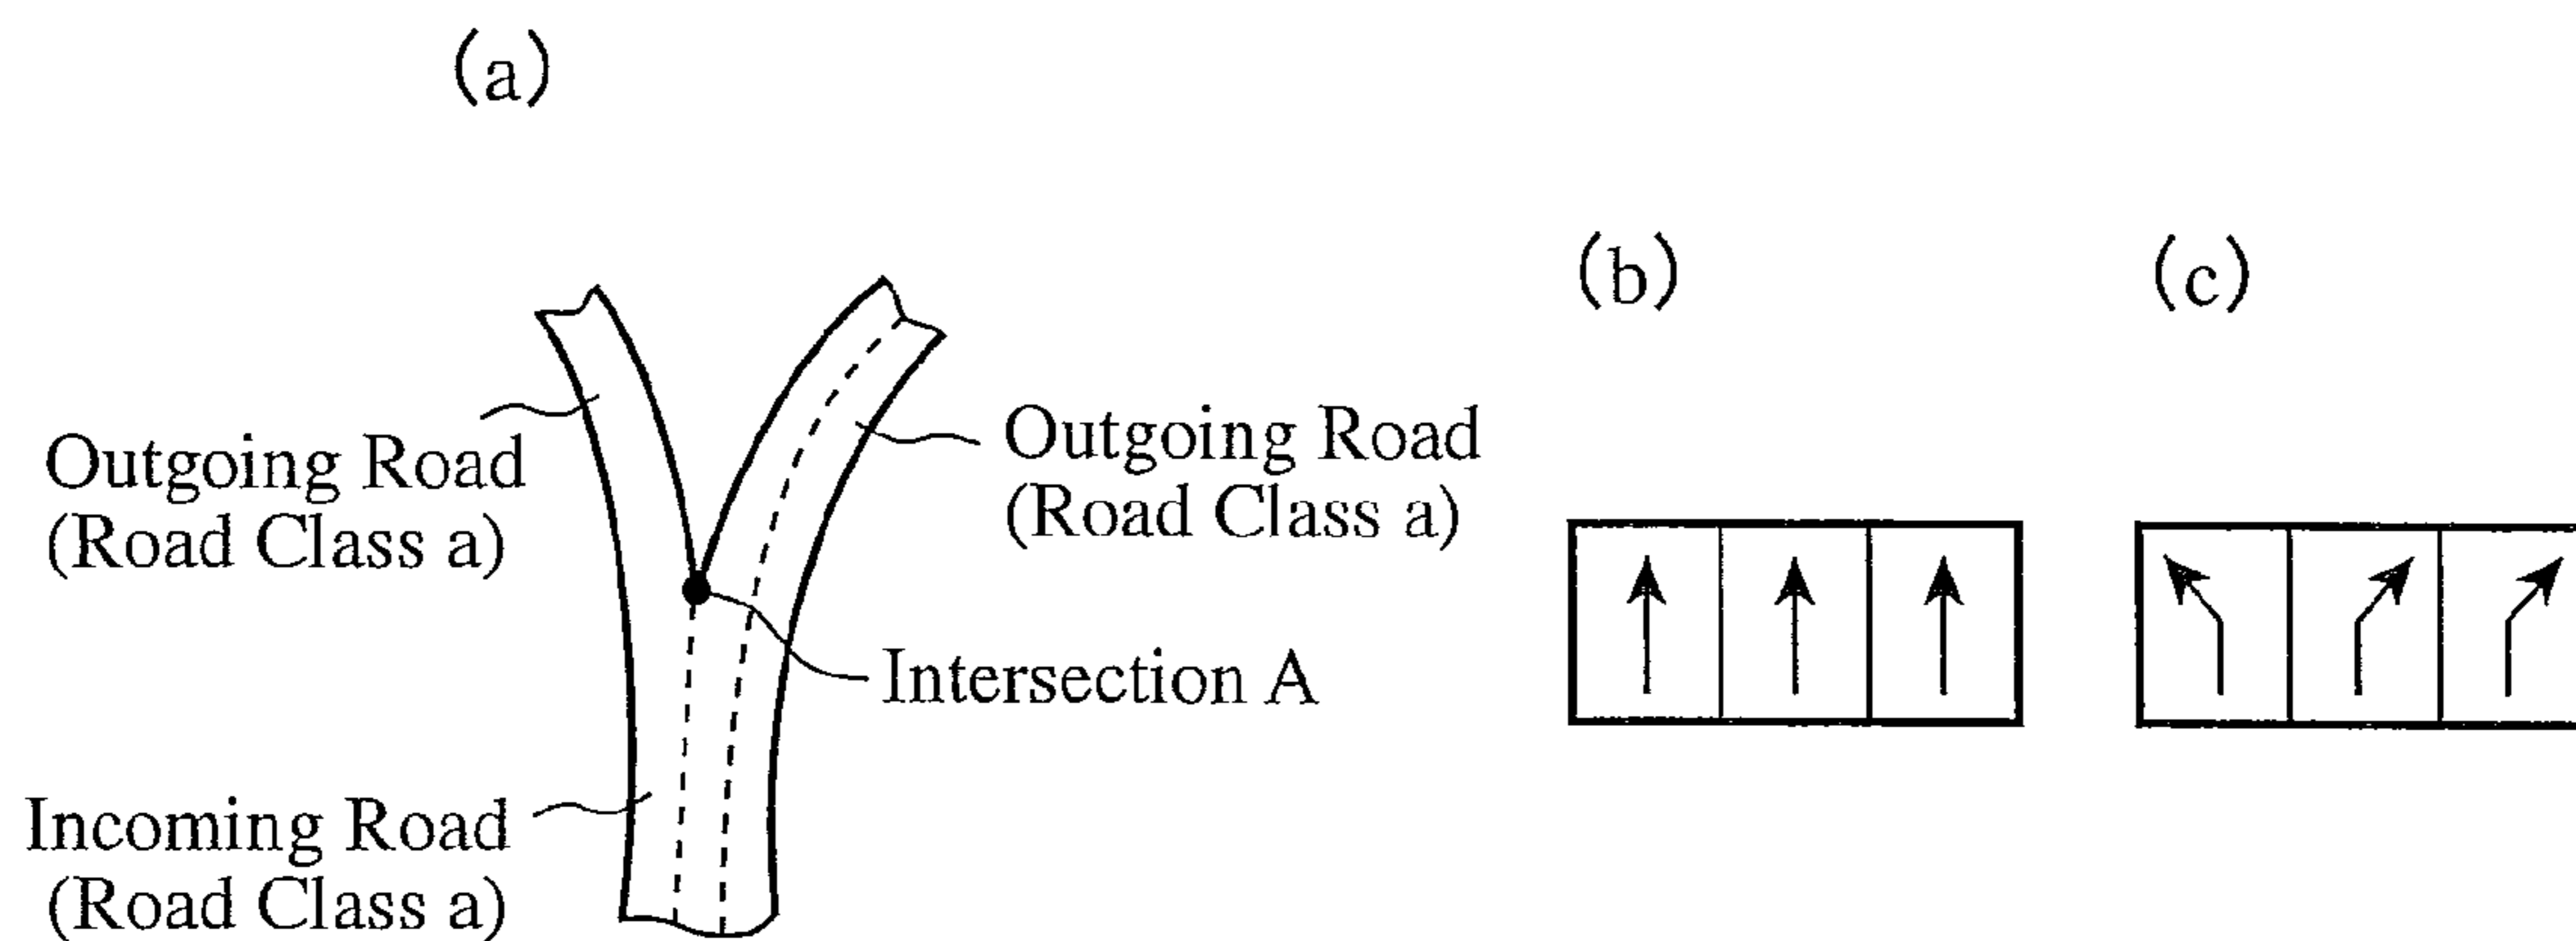 (a)
Outgoing Road
(Road Class a)
Outgoing Road
(Road Class a)
Intersection A
Incoming Road
(Road Class a)
(b)
(c)